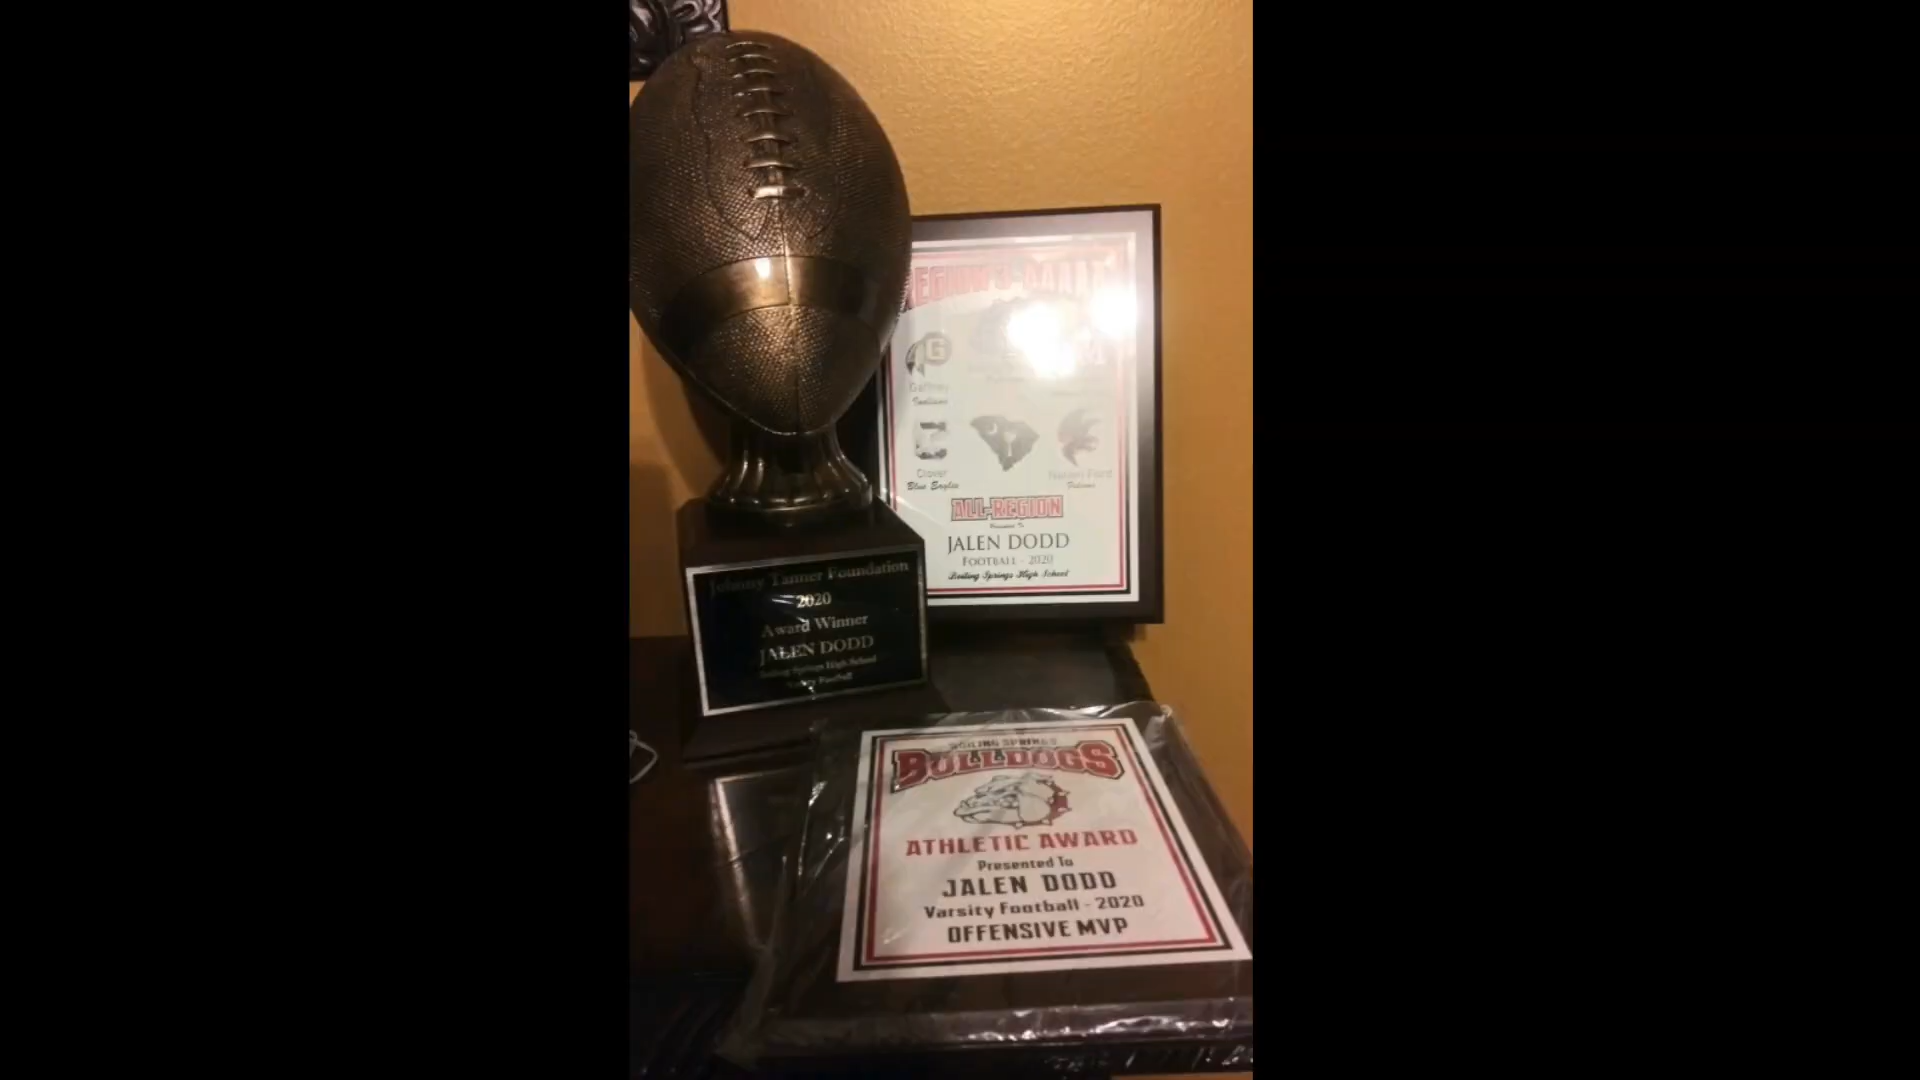 Johnny Tanner Foundation
2020
Award Winner
JALEN DODD
Boiling Springs High School
Varsity Football
G
Gaffney
Indians
Clover
Blue Eagles
Nation Ford
Falcons
ALL-REGION
Presented To
JALEN DODD
FOOTBALL - 2020
Boiling Springs High School
BOILING SPRINGS
BULLDOGS
ATHLETIC AWARD
Presented To
JALEN DODD
Varsity Football - 2020
OFFENSIVE MVP